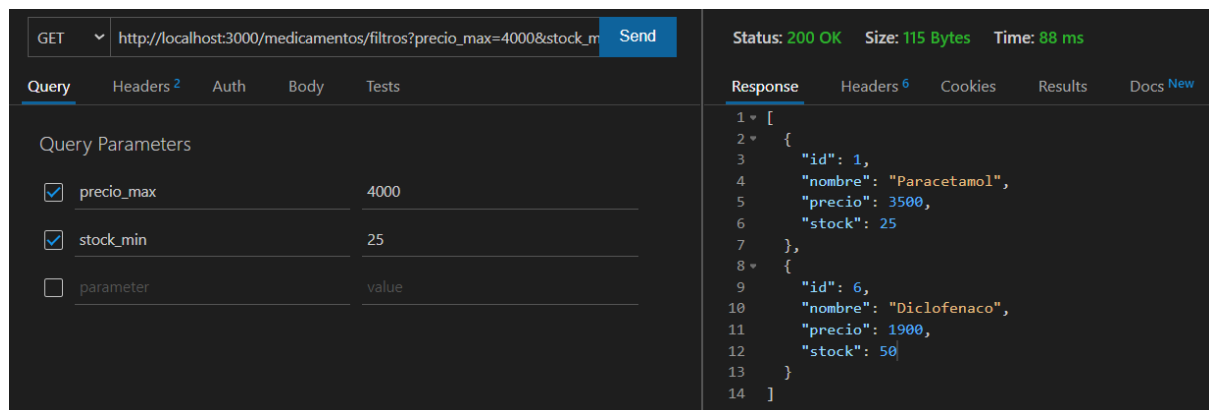 GET http://localhost:3000/medicamentos/filtros?precio_max=4000&stock_m Send
Query Headers 2 Auth Body Tests
Query Parameters
precio_max 4000
stock_min 25
parameter value
Status: 200 OK Size: 115 Bytes Time: 88 ms
Response Headers 6 Cookies Results Docs New
1 [
2 {
3 "id": 1,
4 "nombre": "Paracetamol",
5 "precio": 3500,
6 "stock": 25
7 },
8 {
9 "id": 6,
10 "nombre": "Diclofenaco",
11 "precio": 1900,
12 "stock": 50
13 }
14 ]